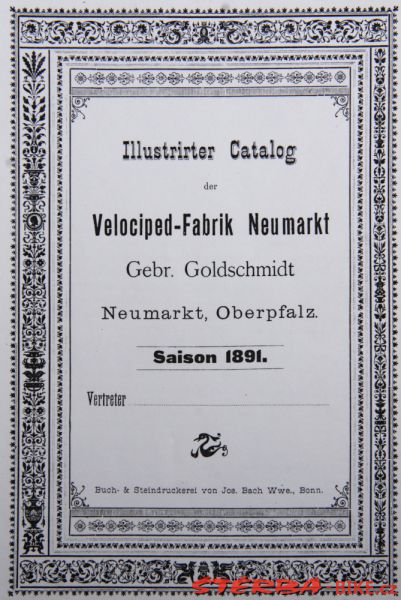 Illustrirter Catalog
der
Velociped-Fabrik Neumarkt
Gebr. Goldschmidt
Neumarkt, Oberpfalz.
Saison 1891.
Vertreter
Buch- & Steindruckerei von Jos. Bach Wwe., Bonn.
STERBA-BIKE.cz